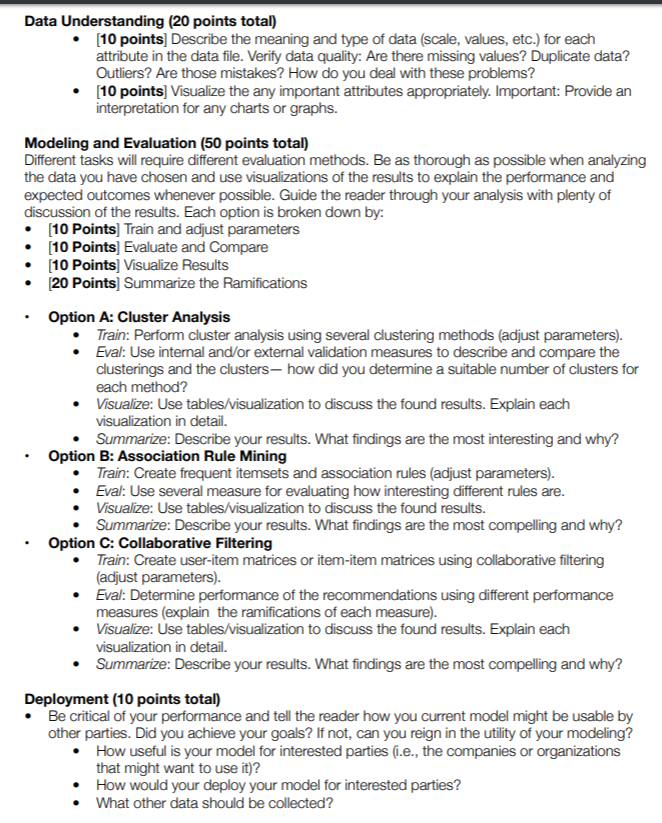 Data Understanding (20 points total)
• [10 points] Describe the meaning and type of data (scale, values, etc.) for each
attribute in the data file. Verify data quality: Are there missing values? Duplicate data?
Outliers? Are those mistakes? How do you deal with these problems?
• [10 points] Visualize the any important attributes appropriately. Important: Provide an
interpretation for any charts or graphs.
Modeling and Evaluation (50 points total)
Different tasks will require different evaluation methods. Be as thorough as possible when analyzing
the data you have chosen and use visualizations of the results to explain the performance and
expected outcomes whenever possible. Guide the reader through your analysis with plenty of
discussion of the results. Each option is broken down by:
• [10 Points] Train and adjust parameters
• [10 Points] Evaluate and Compare
• [10 Points] Visualize Results
• [20 Points] Summarize the Ramifications
• Option A: Cluster Analysis
• Train: Perform cluster analysis using several clustering methods (adjust parameters).
• Eval: Use internal and/or external validation measures to describe and compare the
clusterings and the clusters— how did you determine a suitable number of clusters for
each method?
• Visualize: Use tables/visualization to discuss the found results. Explain each
visualization in detail.
• Summarize: Describe your results. What findings are the most interesting and why?
• Option B: Association Rule Mining
• Train: Create frequent itemsets and association rules (adjust parameters).
• Eval: Use several measure for evaluating how interesting different rules are.
• Visualize: Use tables/visualization to discuss the found results.
• Summarize: Describe your results. What findings are the most compelling and why?
• Option C: Collaborative Filtering
• Train: Create user-item matrices or item-item matrices using collaborative filtering
(adjust parameters).
• Eval: Determine performance of the recommendations using different performance
measures (explain the ramifications of each measure).
• Visualize: Use tables/visualization to discuss the found results. Explain each
visualization in detail.
• Summarize: Describe your results. What findings are the most compelling and why?
Deployment (10 points total)
• Be critical of your performance and tell the reader how you current model might be usable by
other parties. Did you achieve your goals? If not, can you reign in the utility of your modeling?
• How useful is your model for interested parties (i.e., the companies or organizations
that might want to use it)?
• How would your deploy your model for interested parties?
• What other data should be collected?